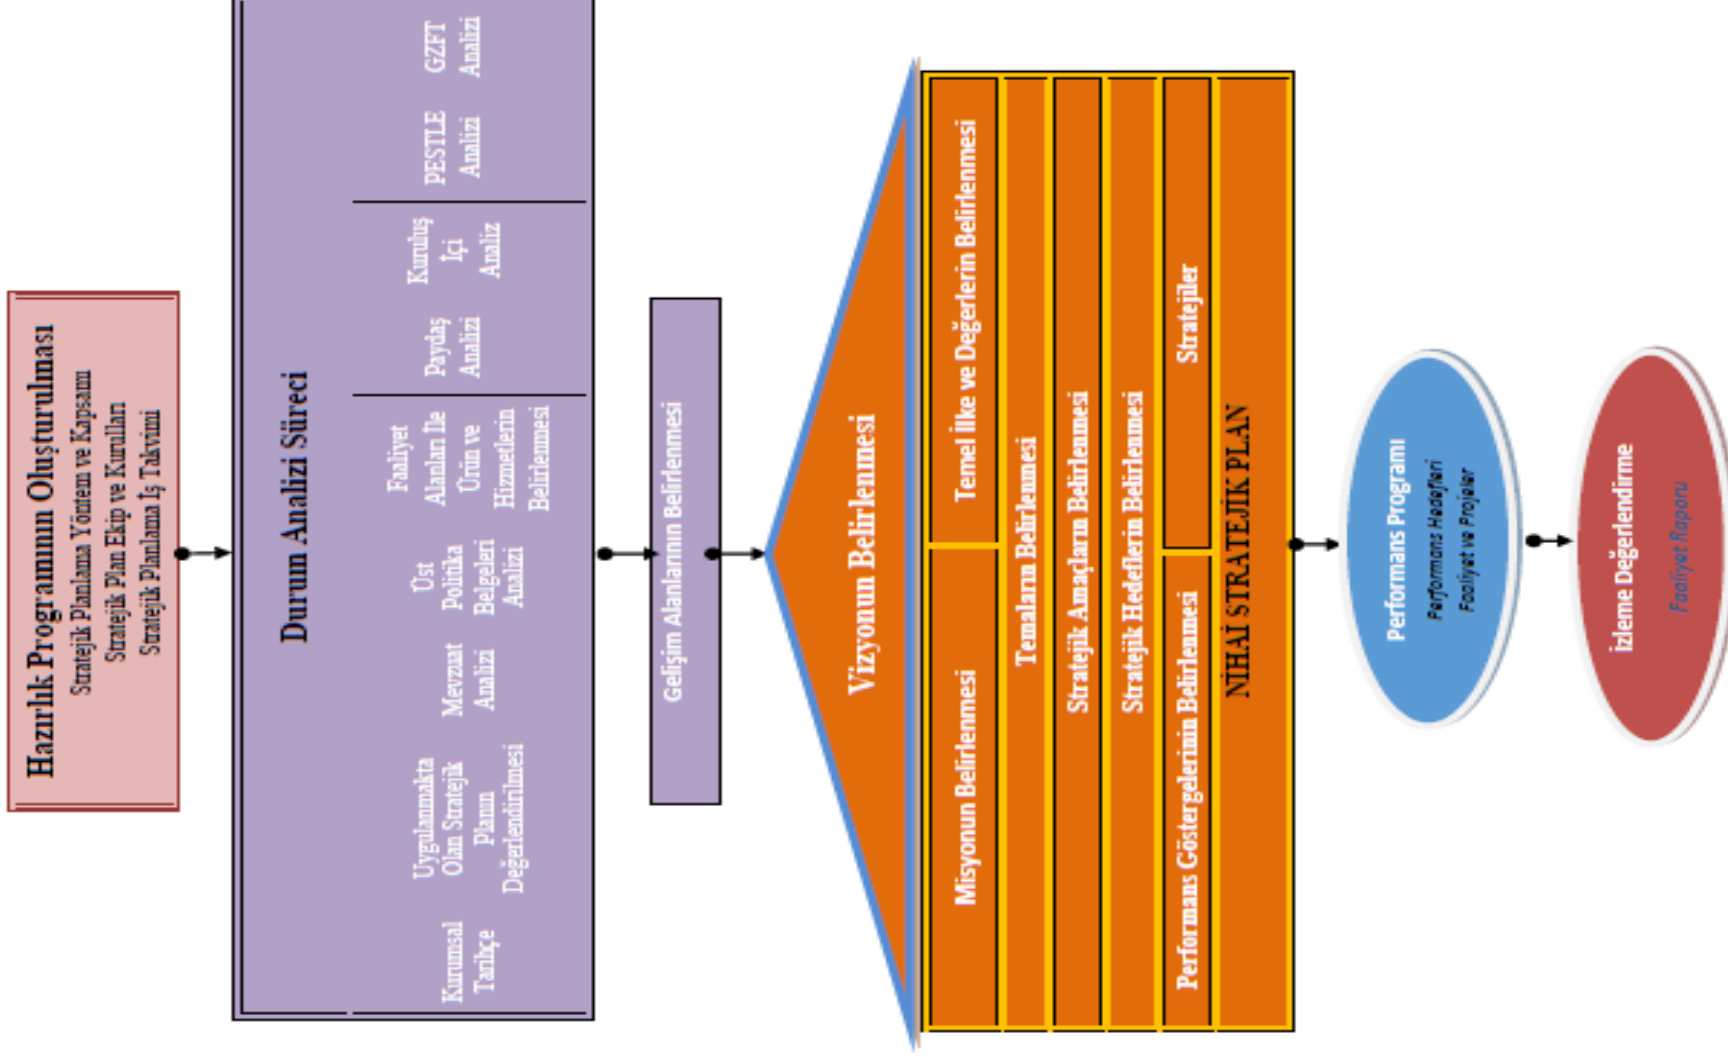 Hazırlık Programının Oluşturulması
Stratejik Planlama Yöntem ve Kapsamı
Stratejik Plan Ekip ve Kurulları
Stratejik Planlama İş Takvimi
Durum Analizi Süreci
Kurumsal
Tarihçe
Uygulanmakta
Olan Stratejik
Planın
Değerlendirilmesi
Mevzuat
Analizi
Üst
Politika
Belgeleri
Analizi
Faaliyet
Alanları İle
Ürün ve
Hizmetlerin
Belirlenmesi
Paydaş
Analizi
Kuruluş
İçi
Analiz
PESTLE
Analizi
GZFT
Analizi
Gelişim Alanlarının Belirlenmesi
Vizyonun Belirlenmesi
Misyonun Belirlenmesi
Temel İlke ve Değerlerin Belirlenmesi
Temaların Belirlenmesi
Stratejik Amaçların Belirlenmesi
Stratejik Hedeflerin Belirlenmesi
Performans Göstergelerinin Belirlenmesi
Stratejiler
NİHAİ STRATEJİK PLAN
Performans Programı
Performans Hedefleri
Faaliyet ve Projeler
İzleme Değerlendirme
Faaliyet Raporu